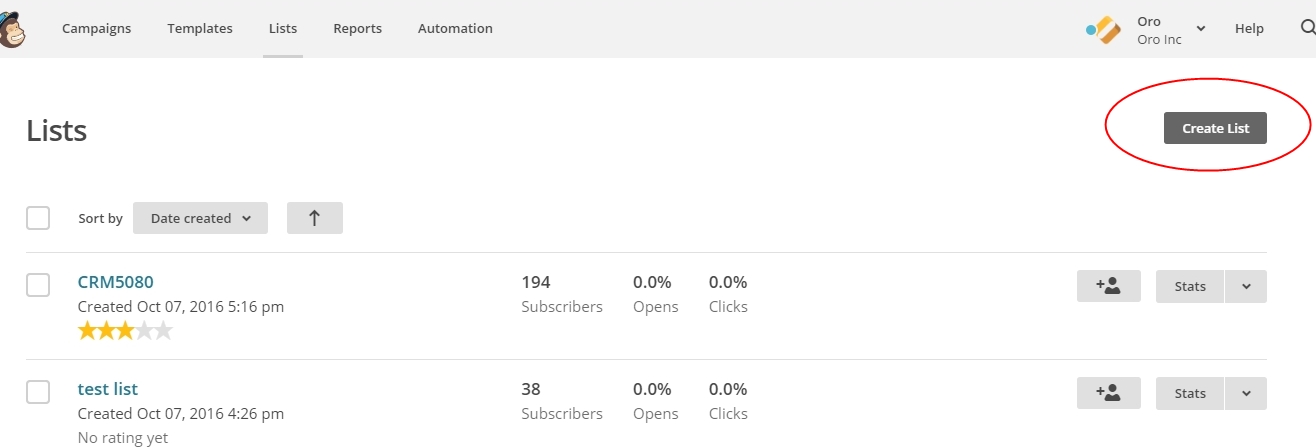 Campaigns Templates Lists Reports Automation Oro Help
Oro Inc
Lists Create List
Sort by Date created
CRM5080 194 0.0% 0.0% Stats
Created Oct 07, 2016 5:16 pm Subscribers Opens Clicks
test list 38 0.0% 0.0% Stats
Created Oct 07, 2016 4:26 pm Subscribers Opens Clicks
No rating yet